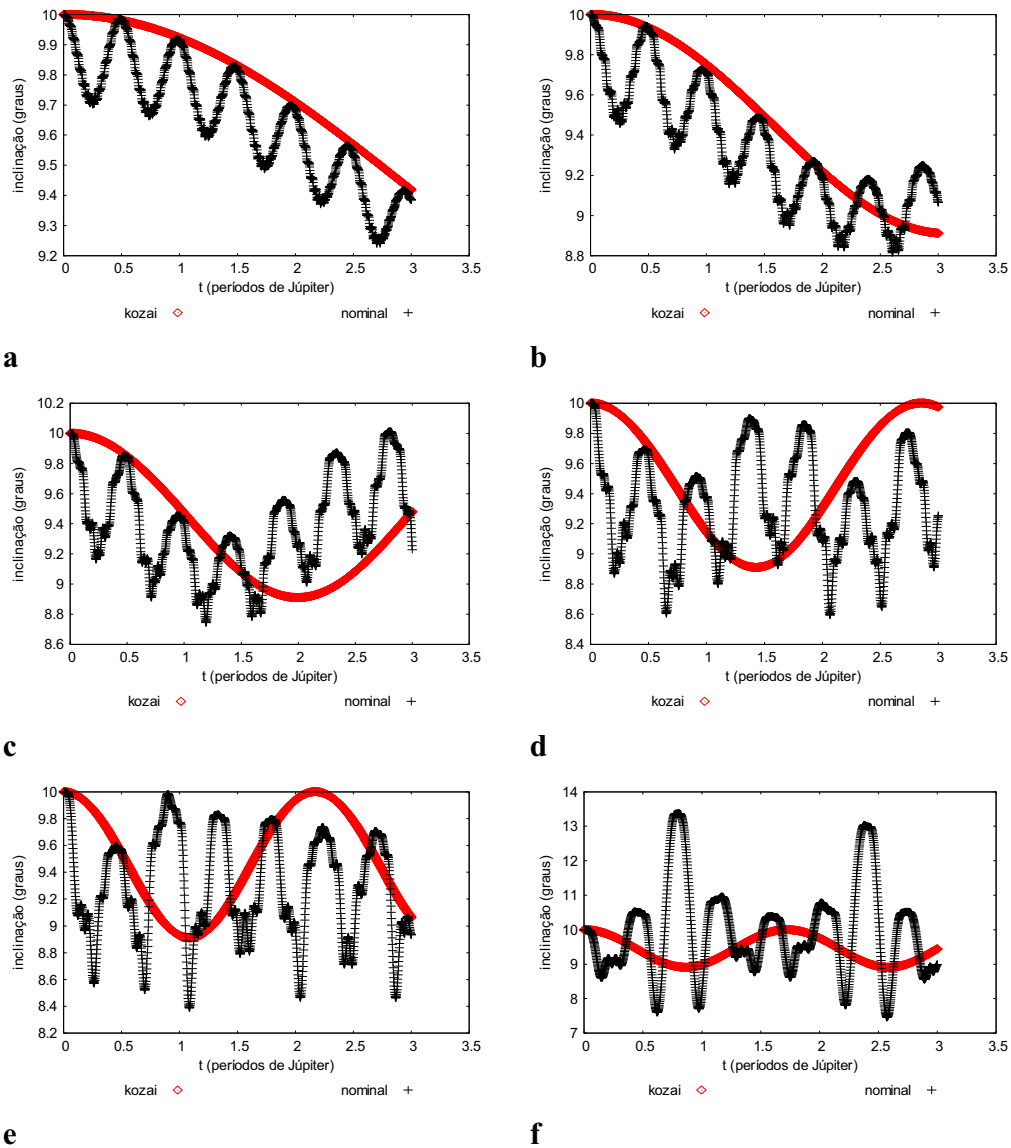 10
9.9
9.8
9.7
9.6
9.5
9.4
9.3
9.2
inclinação (graus)
0 0.5 1 1.5 2 2.5 3 3.5
t (períodos de Júpiter)
kozai nominal
a
10
9.8
9.6
9.4
9.2
9
8.8
inclinação (graus)
0 0.5 1 1.5 2 2.5 3 3.5
t (períodos de Júpiter)
kozai nominal
b
10.2
10
9.8
9.6
9.4
9.2
9
8.8
8.6
inclinação (graus)
0 0.5 1 1.5 2 2.5 3 3.5
t (períodos de Júpiter)
kozai nominal
c
10
9.8
9.6
9.4
9.2
9
8.8
8.6
8.4
inclinação (graus)
0 0.5 1 1.5 2 2.5 3 3.5
t (períodos de Júpiter)
kozai nominal
d
10
9.8
9.6
9.4
9.2
9
8.8
8.6
8.4
8.2
inclinação (graus)
0 0.5 1 1.5 2 2.5 3 3.5
t (períodos de Júpiter)
kozai nominal
e
14
13
12
11
10
9
8
7
inclinação (graus)
0 0.5 1 1.5 2 2.5 3 3.5
t (períodos de Júpiter)
kozai nominal
f